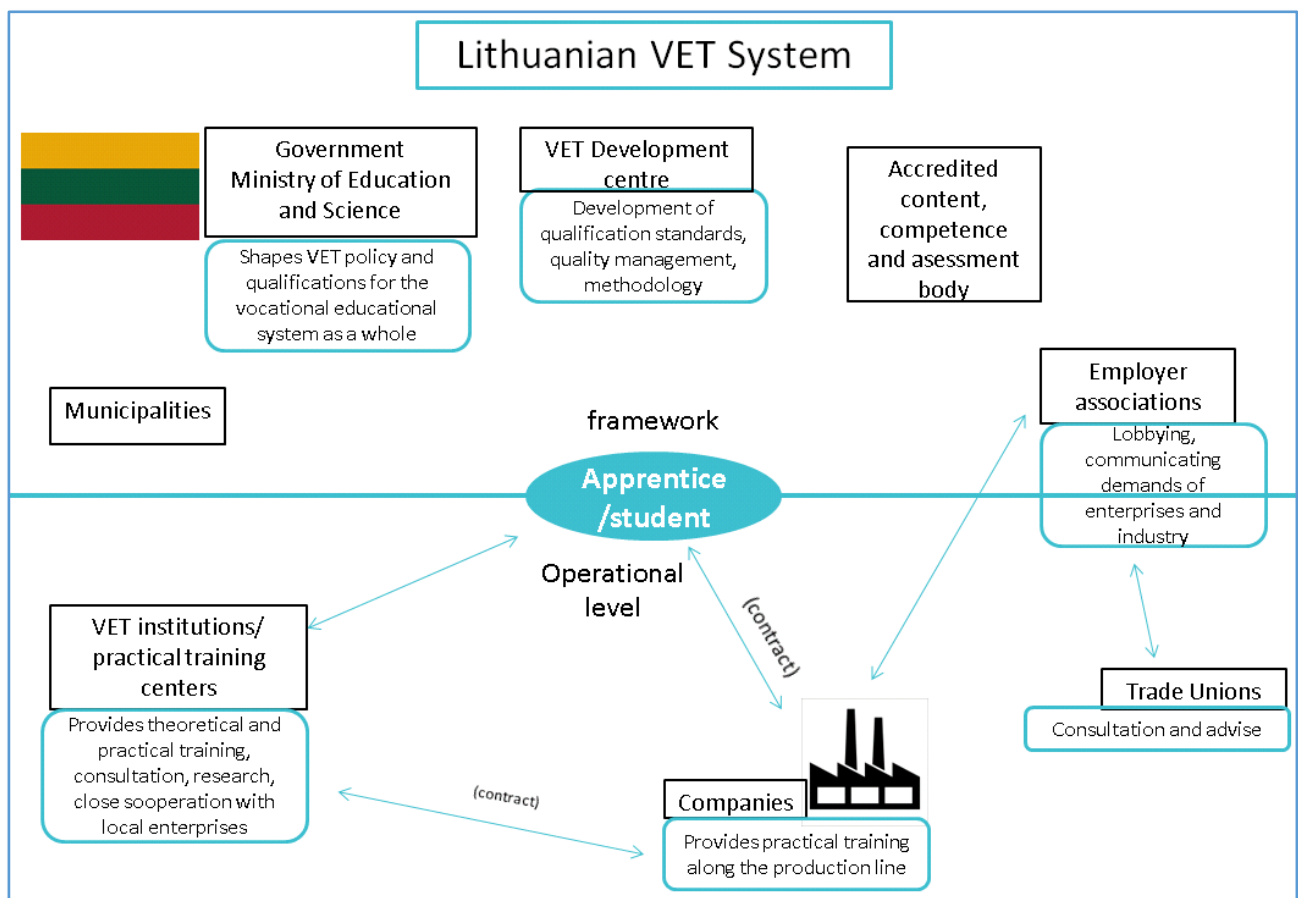 Lithuanian VET System
Government
Ministry of Education
and Science
Shapes VET policy and
qualifications for the
vocational educational
system as a whole
VET Development
centre
Development of
qualification standards,
quality management,
methodology
Accredited
content,
competence
and asessment
body
Municipalities
framework
Employer
associations
Lobbying,
communicating
demands of
enterprises and
industry
Apprentice
/student
Operational
level
VET institutions/
practical training
centers
Provides theoretical and
practical training,
consultation, research,
close sooperation with
local enterprises
(contract)
(contract)
Companies
Provides practical training
along the production line
Trade Unions
Consultation and advise